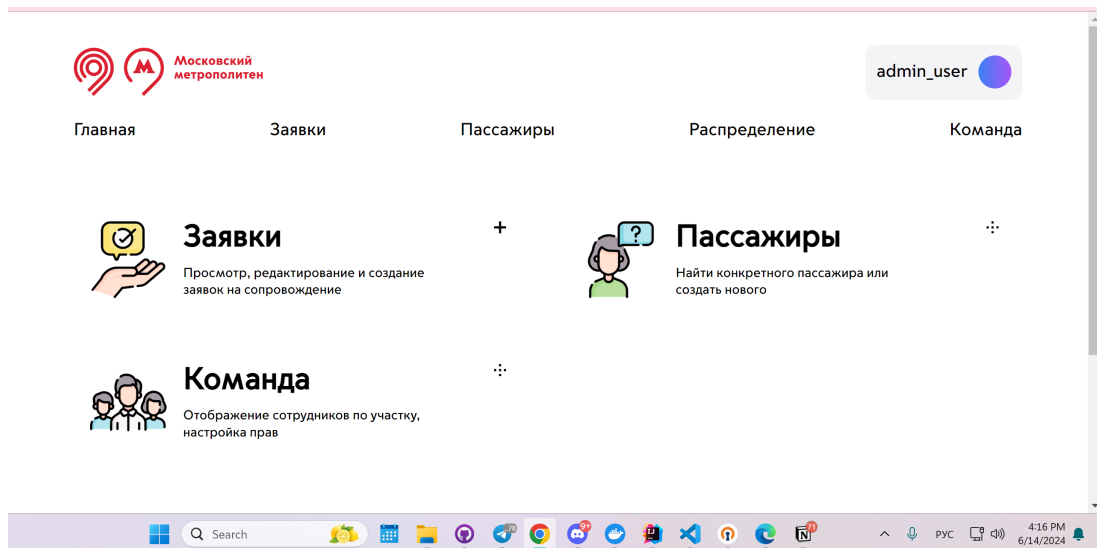 Московский
метрополитен
admin_user
Главная Заявки Пассажиры Распределение Команда
Заявки
Просмотр, редактирование и создание
заявок на сопровождение
Пассажиры
Найти конкретного пассажира или
создать нового
Команда
Отображение сотрудников по участку,
настройка прав
Search
РУС
4:16 PM
6/14/2024